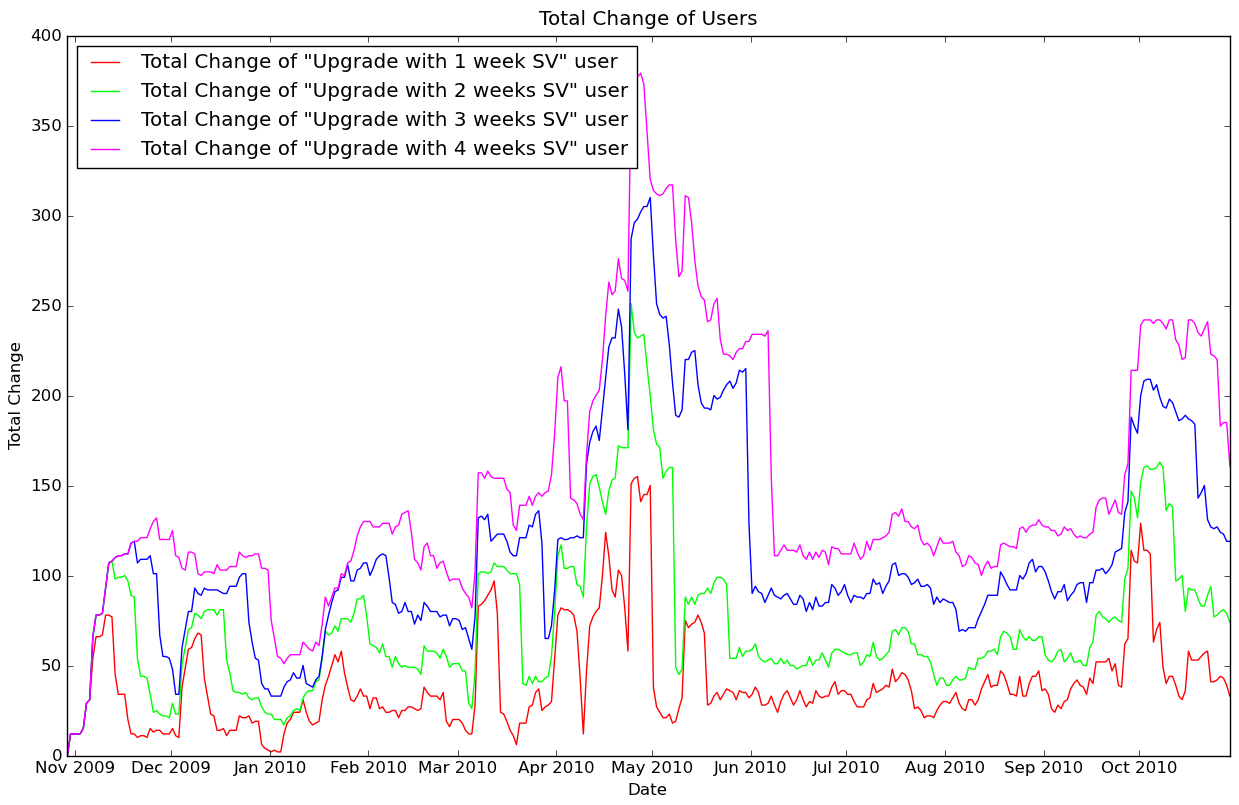 Total Change of Users
400
350
300
250
200
150
100
50
0
Total Change
Total Change of "Upgrade with 1 week SV" user
Total Change of "Upgrade with 2 weeks SV" user
Total Change of "Upgrade with 3 weeks SV" user
Total Change of "Upgrade with 4 weeks SV" user
Nov 2009 Dec 2009 Jan 2010 Feb 2010 Mar 2010 Apr 2010 May 2010 Jun 2010 Jul 2010 Aug 2010 Sep 2010 Oct 2010
Date